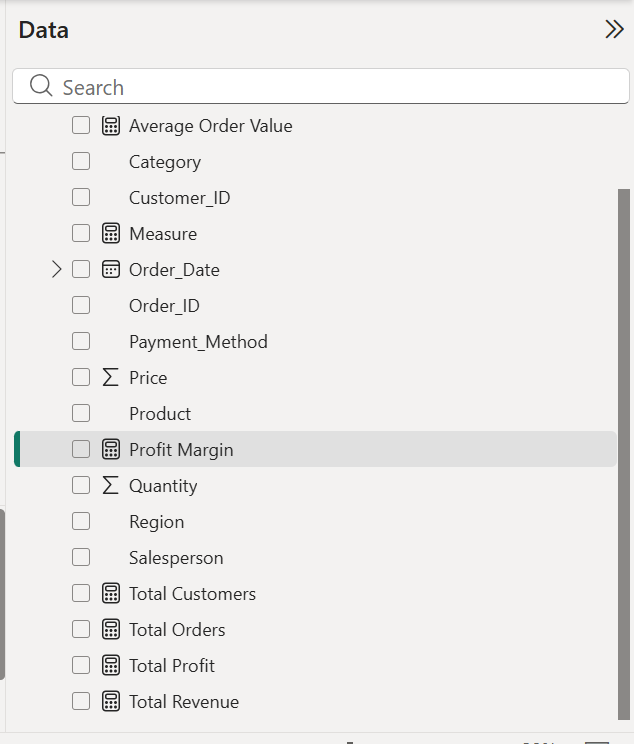 Data
Search
Average Order Value
Category
Customer_ID
Measure
Order_Date
Order_ID
Payment_Method
Price
Product
Profit Margin
Quantity
Region
Salesperson
Total Customers
Total Orders
Total Profit
Total Revenue